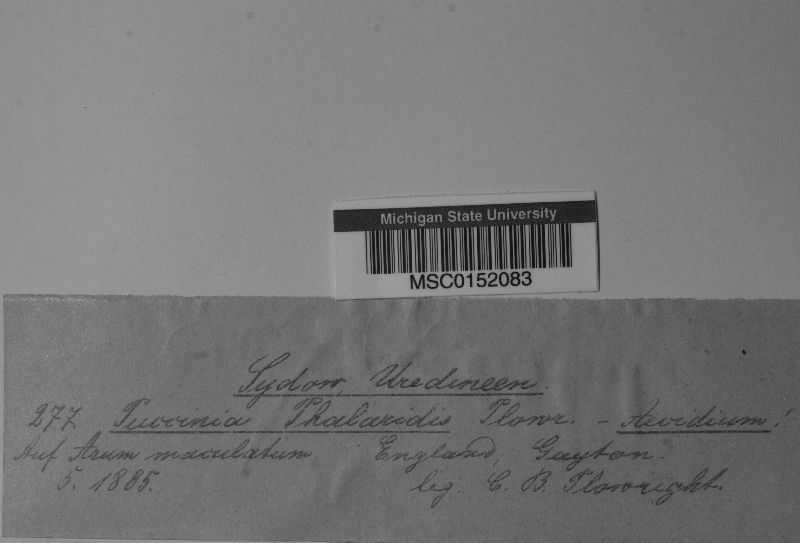 Michigan State University
MSC0152083
Sydow, Uredineen.
277 Puccinia Phalaridis Plowr. – Aecidium!
Auf Arum maculatum England, Gayton.
5. 1885. leg. C. B. Plowright.